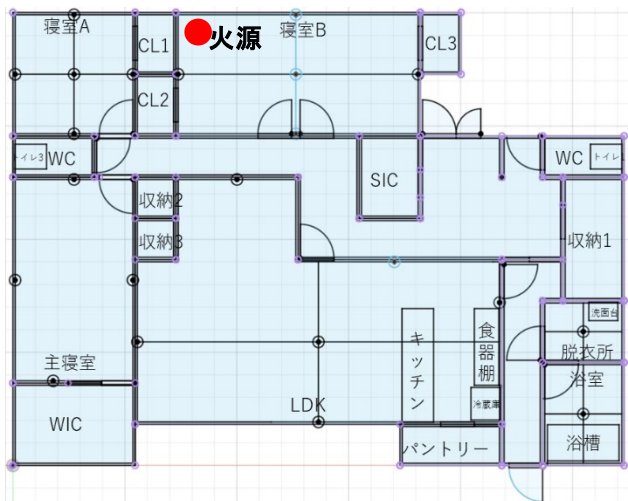 寝室A
CL1
火源
寝室B
CL3
CL2
トイレ3
WC
SIC
WC
トイレ
収納2
収納3
収納1
洗面台
脱衣所
キッチン
食器棚
主寝室
浴室
冷蔵庫
LDK
WIC
パントリー
浴槽